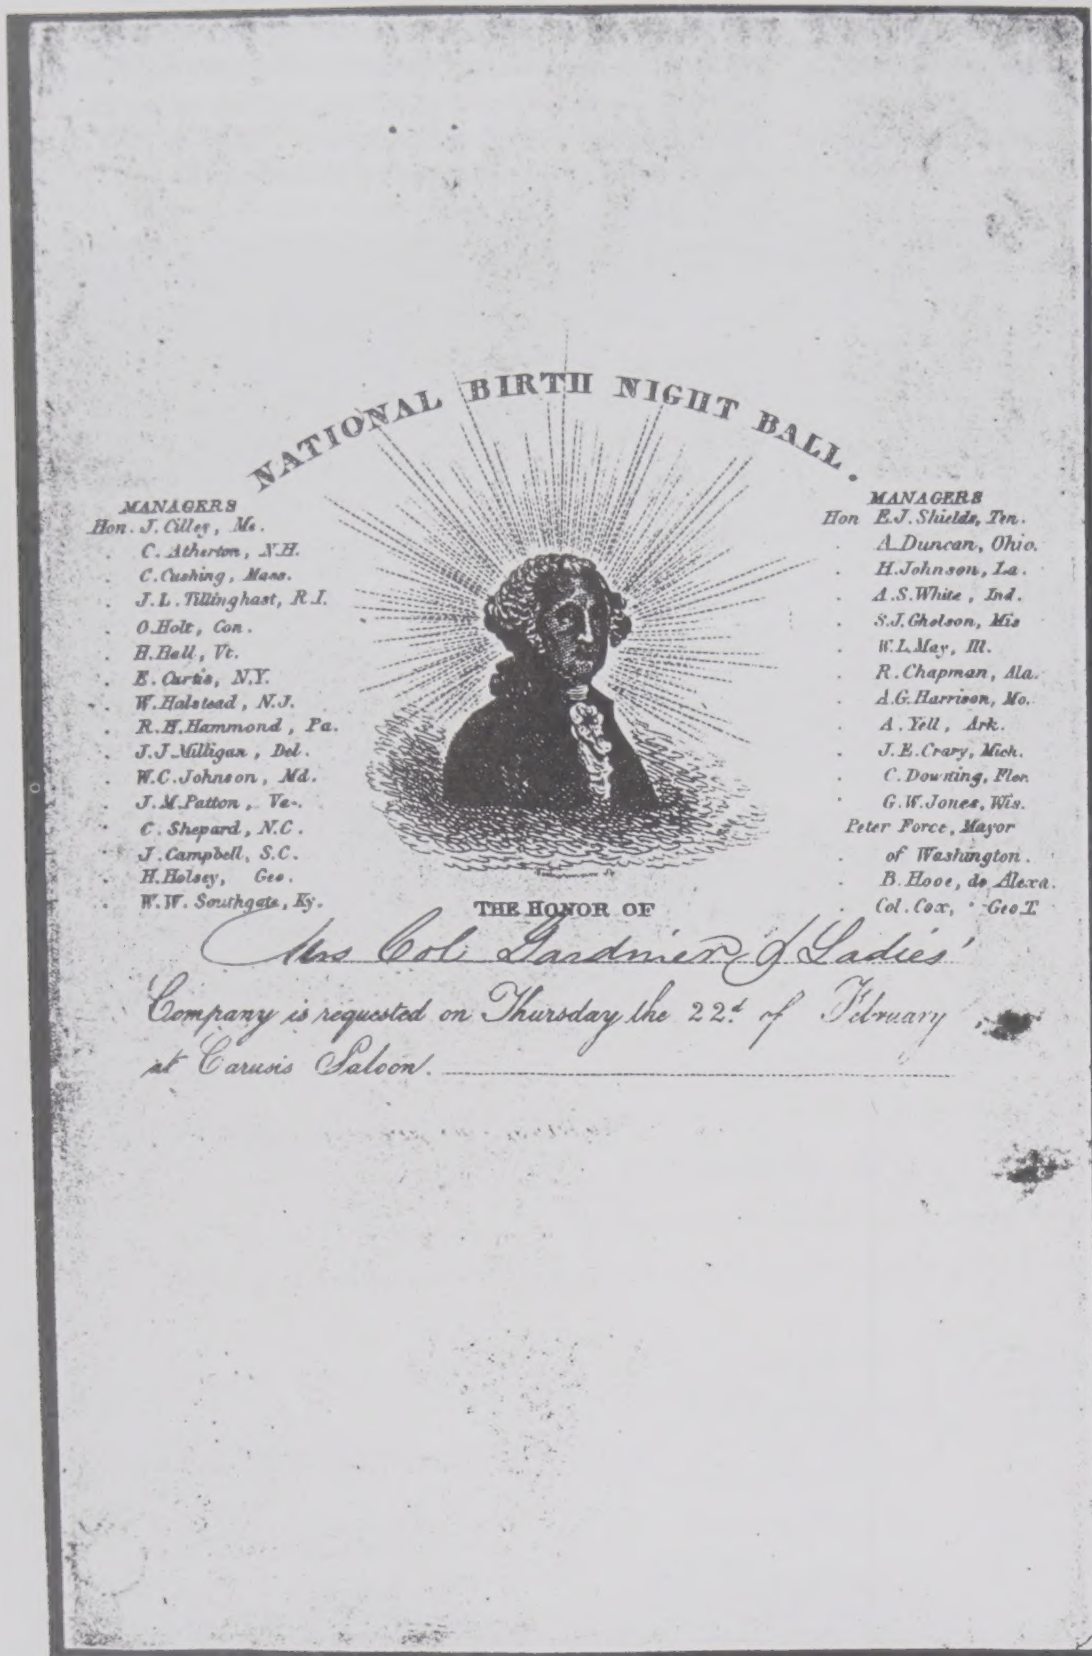 NATIONAL BIRTH NIGHT BALL.
MANAGERS
Hon. J. Cilley, Me.
. C. Atherton, N.H.
. C. Cushing, Mass.
. J. L. Tillinghast, R.I.
. O. Holt, Con.
. H. Hall, Vt.
. E. Curtis, N.Y.
. W. Halstead, N.J.
. R. H. Hammond, Pa.
. J. J. Milligan, Del.
. W. C. Johnson, Md.
. J. M. Patton, Va.
. C. Shepard, N.C.
. J. Campbell, S.C.
. H. Holsey, Geo.
. W. W. Southgate, Ky.
MANAGERS
Hon E. J. Shields, Ten.
. A. Duncan, Ohio.
. H. Johnson, La.
. A. S. White, Ind.
. S. J. Gholson, Mis
. W. L. May, Ill.
. R. Chapman, Ala.
. A. G. Harrison, Mo.
. A. Yell, Ark.
. J. E. Crary, Mich.
. C. Downing, Flor.
. G. W. Jones, Wis.
Peter Force, Mayor
of Washington.
. B. Hooe, do Alexa.
. Col. Cox, " Geo. T
THE HONOR OF
Mrs Col. Gardiner & Ladies'
Company is requested on Thursday the 22d. of February
at Carusis Saloon.